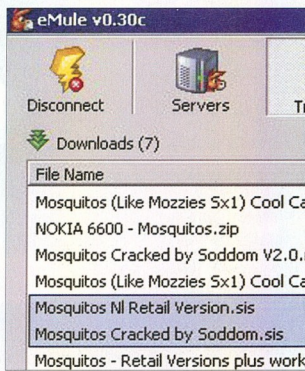 eMule v0.30c
Disconnect
Servers
Downloads (7)
File Name
Mosquitos (Like Mozzies Sx1) Cool
NOKIA 6600 - Mosquitos.zip
Mosquitos Cracked by Soddom V2.0.
Mosquitos (Like Mozzies Sx1) Cool
Mosquitos Nl Retail Version.sis
Mosquitos Cracked by Soddom.sis
Mosquitos - Retail Versions plus work